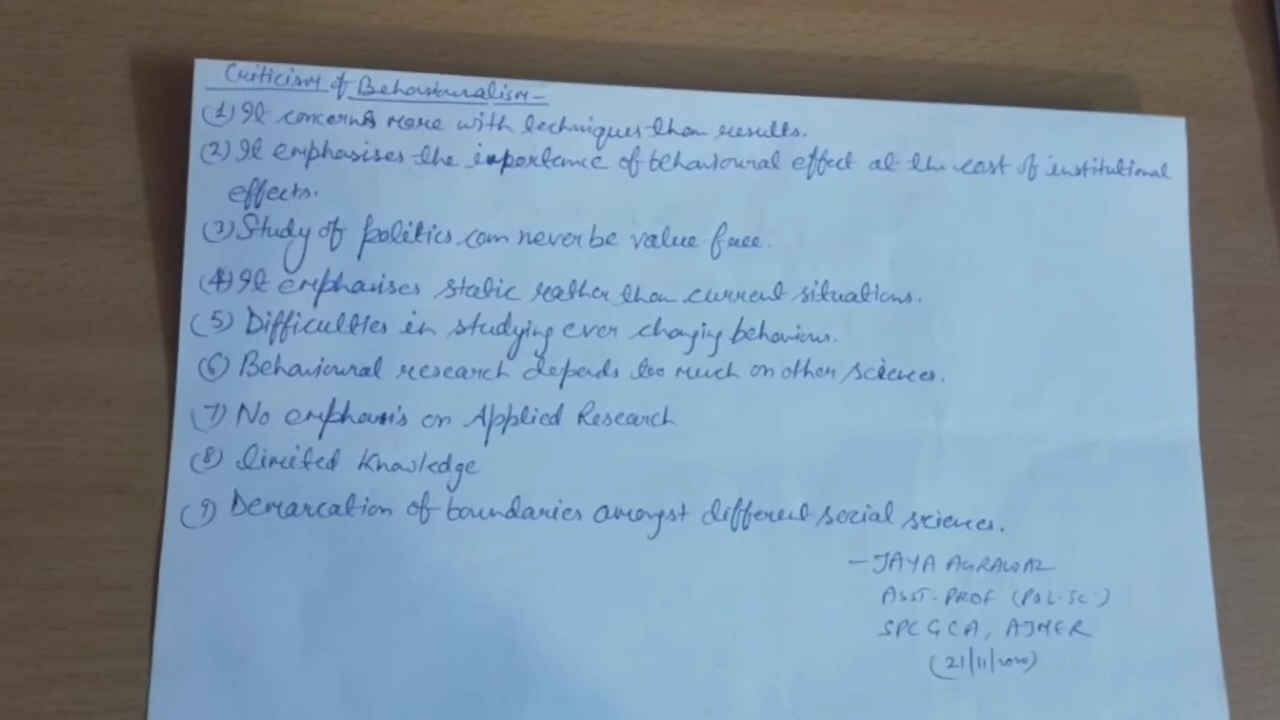 Criticism of Behaviouralism-
(1) It concerns more with techniques than results.
(2) It emphasises the importance of behavioural effect at the cost of institutional
effects.
(3) Study of politics can never be value free.
(4) It emphasises static rather than current situations.
(5) Difficulties in studying ever changing behaviour.
(6) Behavioural research depends too much on other sciences.
(7) No emphasis on Applied Research
(8) limited knowledge
(9) Demarcation of boundaries amongst different social sciences.
- JAYA AGRAWAL
ASST. PROF (POL.SC.)
SPCGCA, AJMER
(21/11/2020)